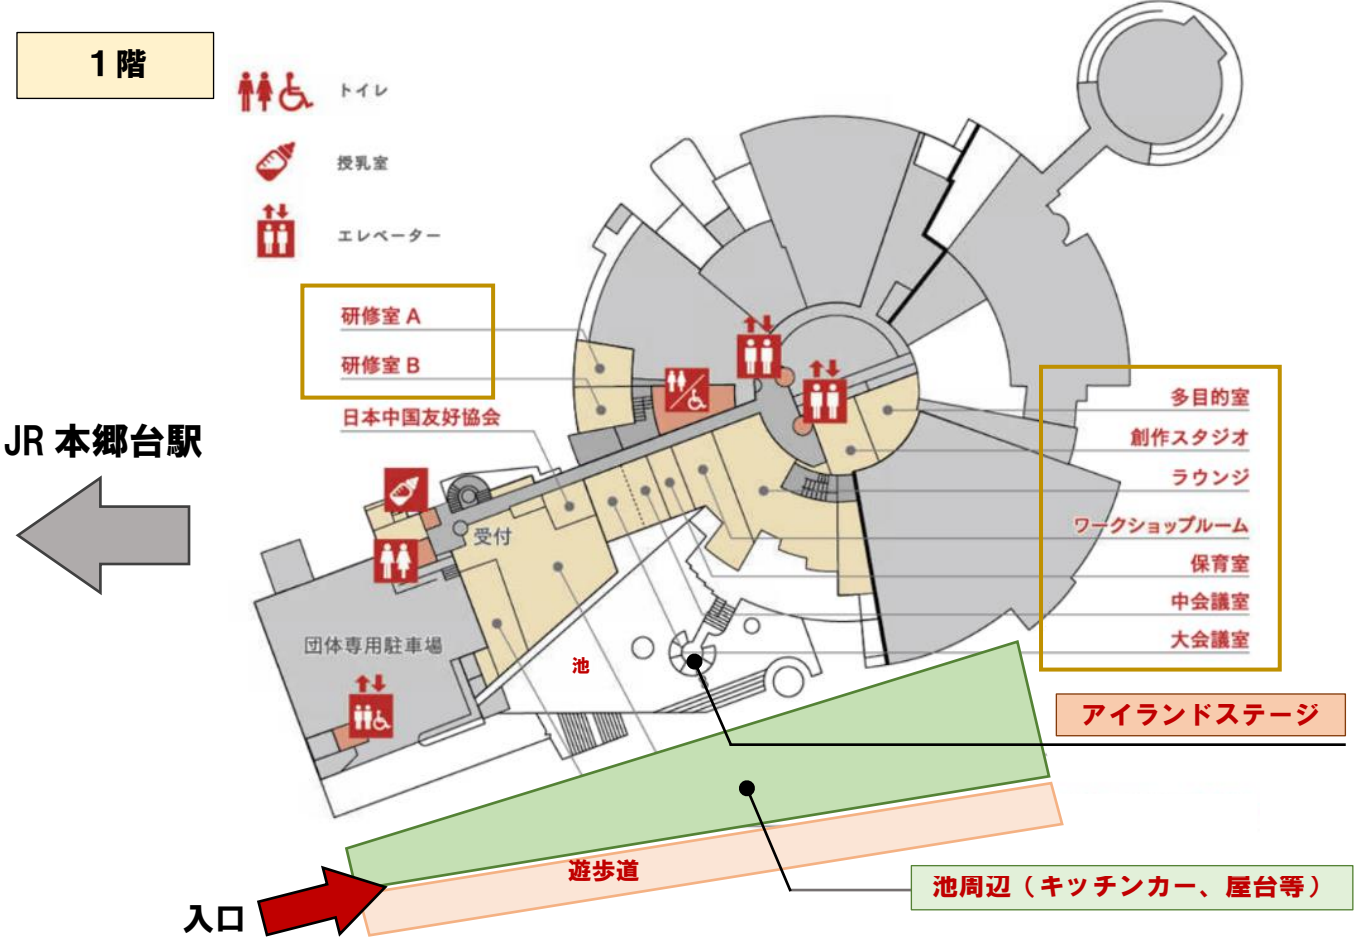 １階
トイレ
授乳室
エレベーター
研修室 A
研修室 B
日本中国友好協会
JR 本郷台駅
受付
団体専用駐車場
池
多目的室
創作スタジオ
ラウンジ
ワークショップルーム
保育室
中会議室
大会議室
アイランドステージ
遊歩道
池周辺（キッチンカー、屋台等）
入口